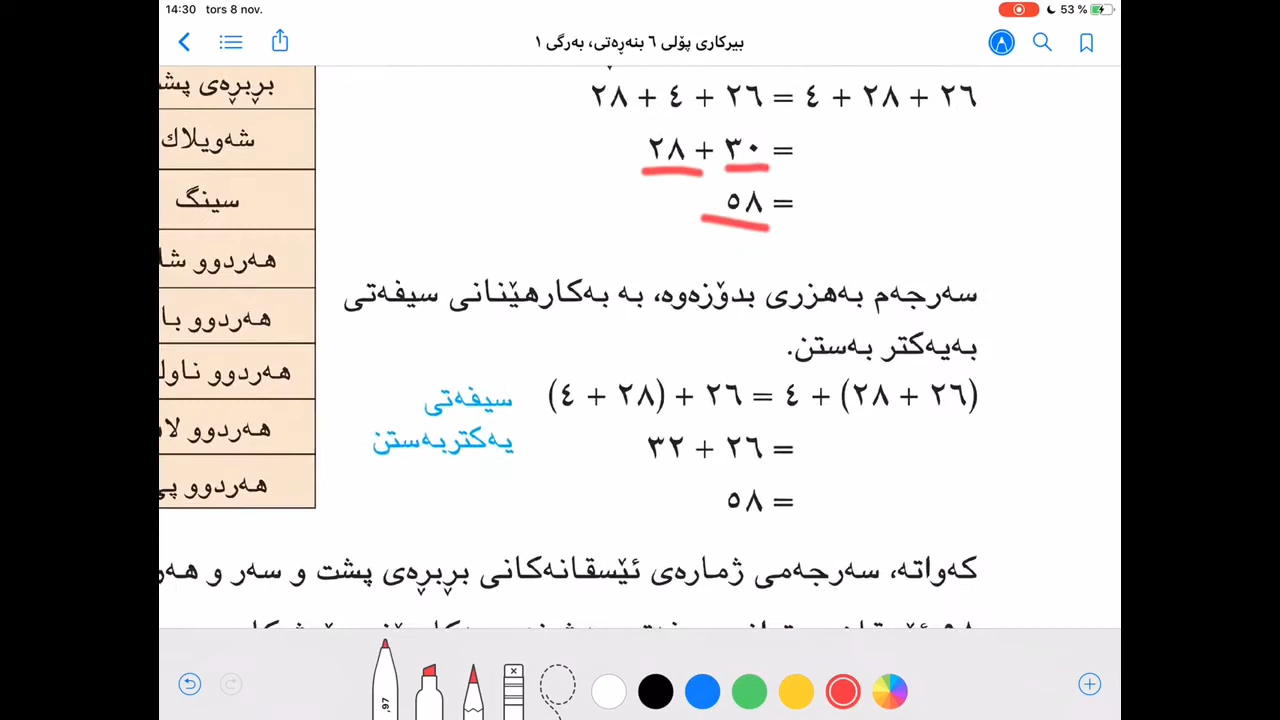 14:30 tors 8 nov. 53 %
بیرکاری پۆلی ٦ بنەڕەتی، بەرگی ١
٢٦ + ٢٨ + ٤ = ٢٦ + ٤ + ٢٨
= ٣٠ + ٢٨
= ٥٨
سەرجەم بەهزری بدۆزەوە، بە بەکارهێنانی سیفەتی
بەیەکتر بەستن.
(٢٦ + ٢٨) + ٤ = ٢٦ + (٢٨ + ٤)
سیفەتی
یەکتربەستن
= ٢٦ + ٣٢
= ٥٨
کەواتە، سەرجەمی ژمارەی ئێسقانەکانی بڕبڕەی پشت و سەر و
بڕبڕەی
شەویلاك
سینگ
هەردوو
هەردوو
هەردوو
هەردوو
هەردوو
97,